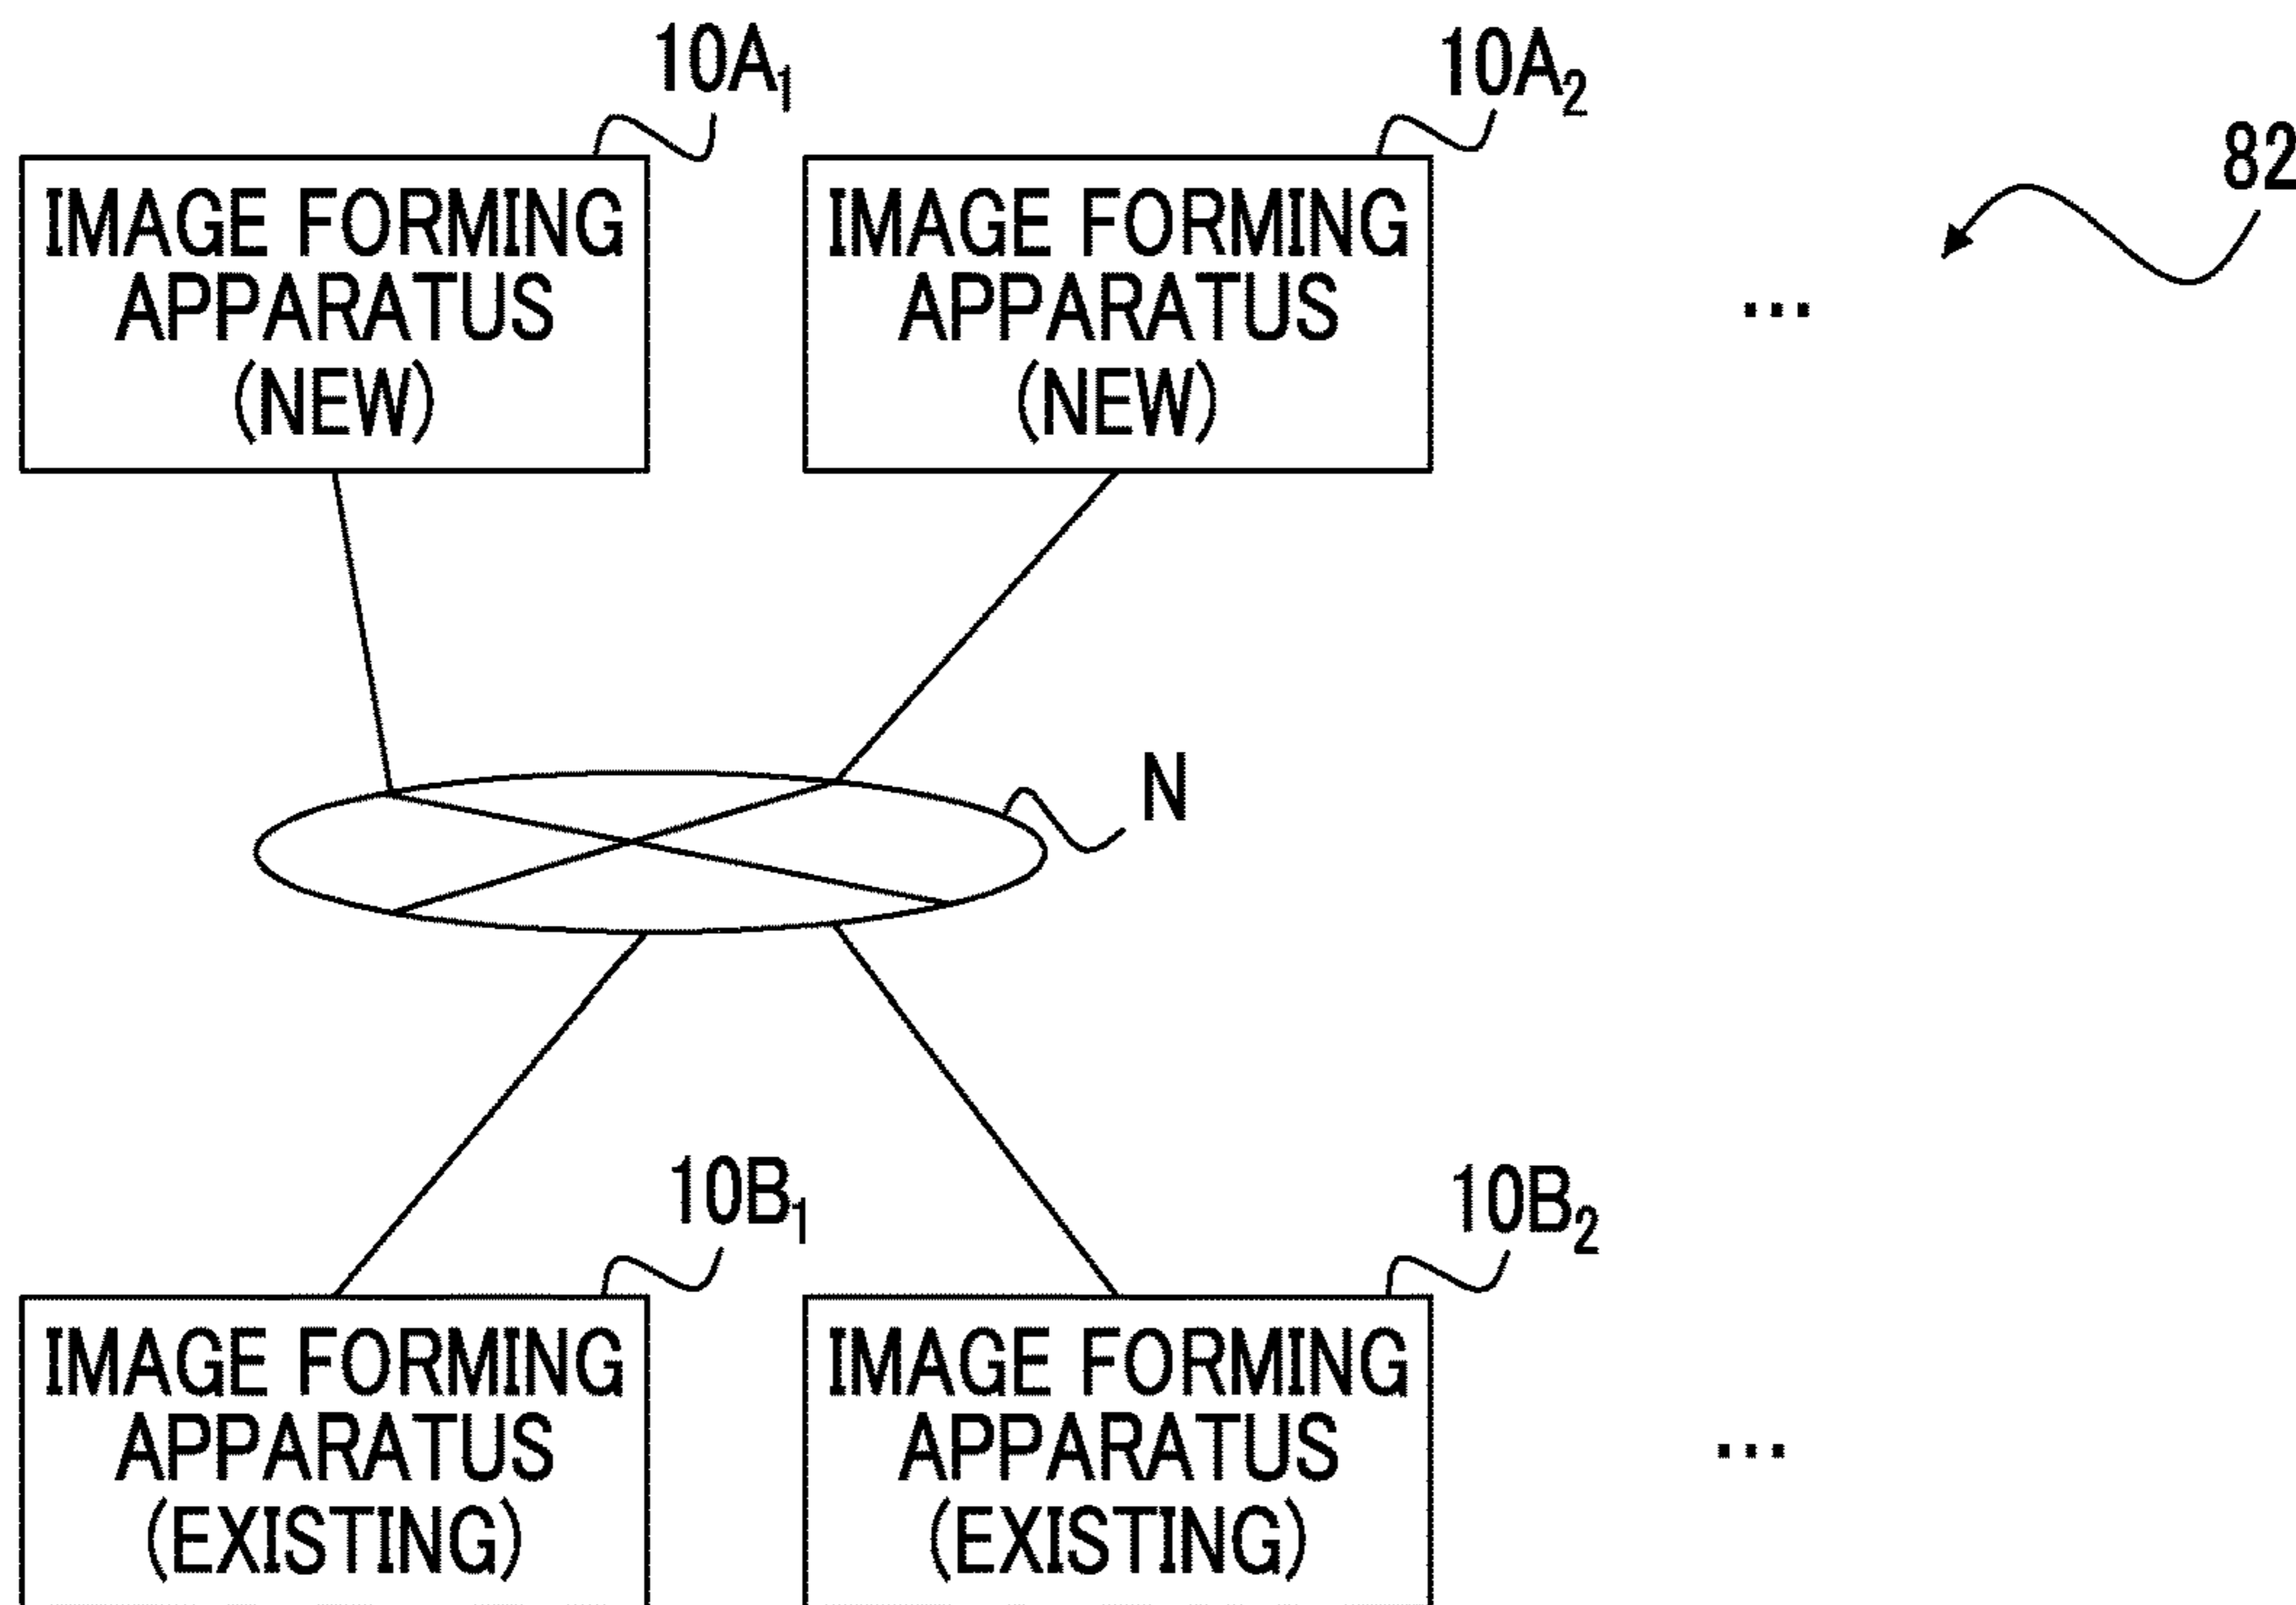 10A₁
10A₂
82
IMAGE FORMING
APPARATUS
(NEW)
IMAGE FORMING
APPARATUS
(NEW)
...
N
10B₁
10B₂
IMAGE FORMING
APPARATUS
(EXISTING)
IMAGE FORMING
APPARATUS
(EXISTING)
...